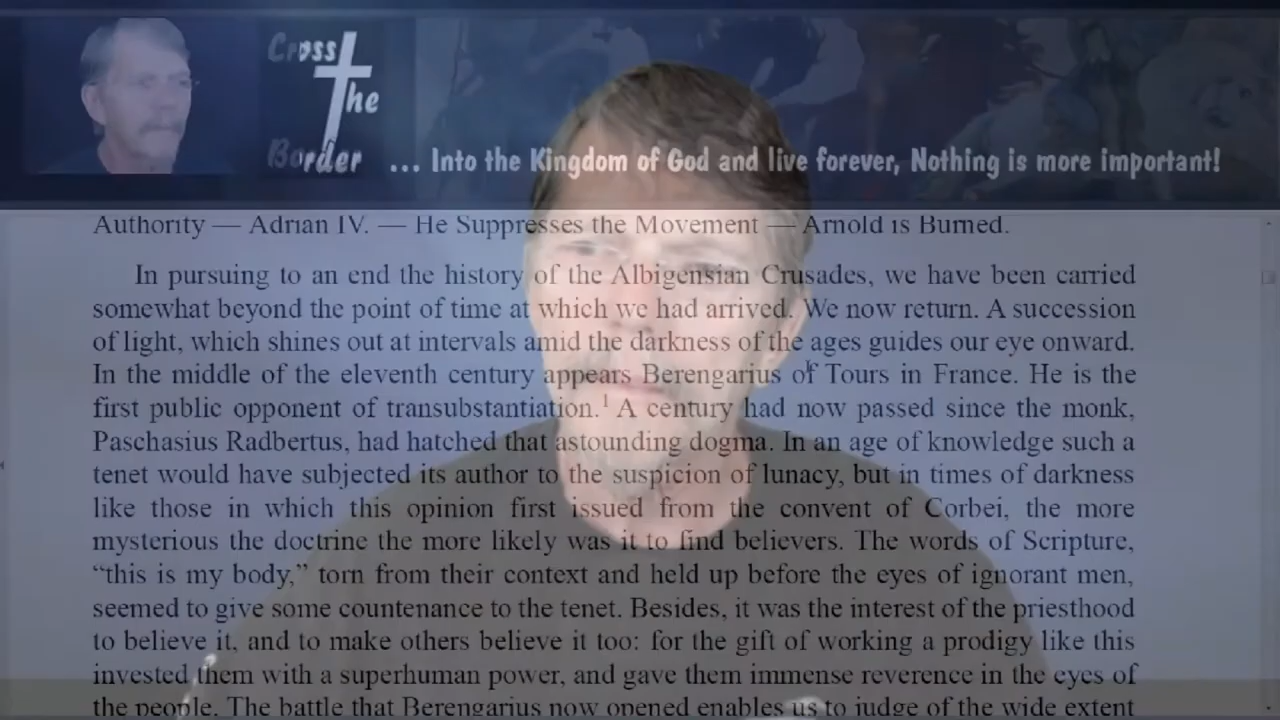 Cross
The
Border
... Into the Kingdom of God and live forever, Nothing is more important!
Authority — Adrian IV. — He Suppresses the Movement — Arnold is Burned.
In pursuing to an end the history of the Albigensian Crusades, we have been carried
somewhat beyond the point of time at which we had arrived. We now return. A succession
of light, which shines out at intervals amid the darkness of the ages guides our eye onward.
In the middle of the eleventh century appears Berengarius of Tours in France. He is the
first public opponent of transubstantiation.¹ A century had now passed since the monk,
Paschasius Radbertus, had hatched that astounding dogma. In an age of knowledge such a
tenet would have subjected its author to the suspicion of lunacy, but in times of darkness
like those in which this opinion first issued from the convent of Corbei, the more
mysterious the doctrine the more likely was it to find believers. The words of Scripture,
“this is my body,” torn from their context and held up before the eyes of ignorant men,
seemed to give some countenance to the tenet. Besides, it was the interest of the priesthood
to believe it, and to make others believe it too: for the gift of working a prodigy like this
invested them with a superhuman power, and gave them immense reverence in the eyes of
the people. The battle that Berengarius now opened enables us to judge of the wide extent